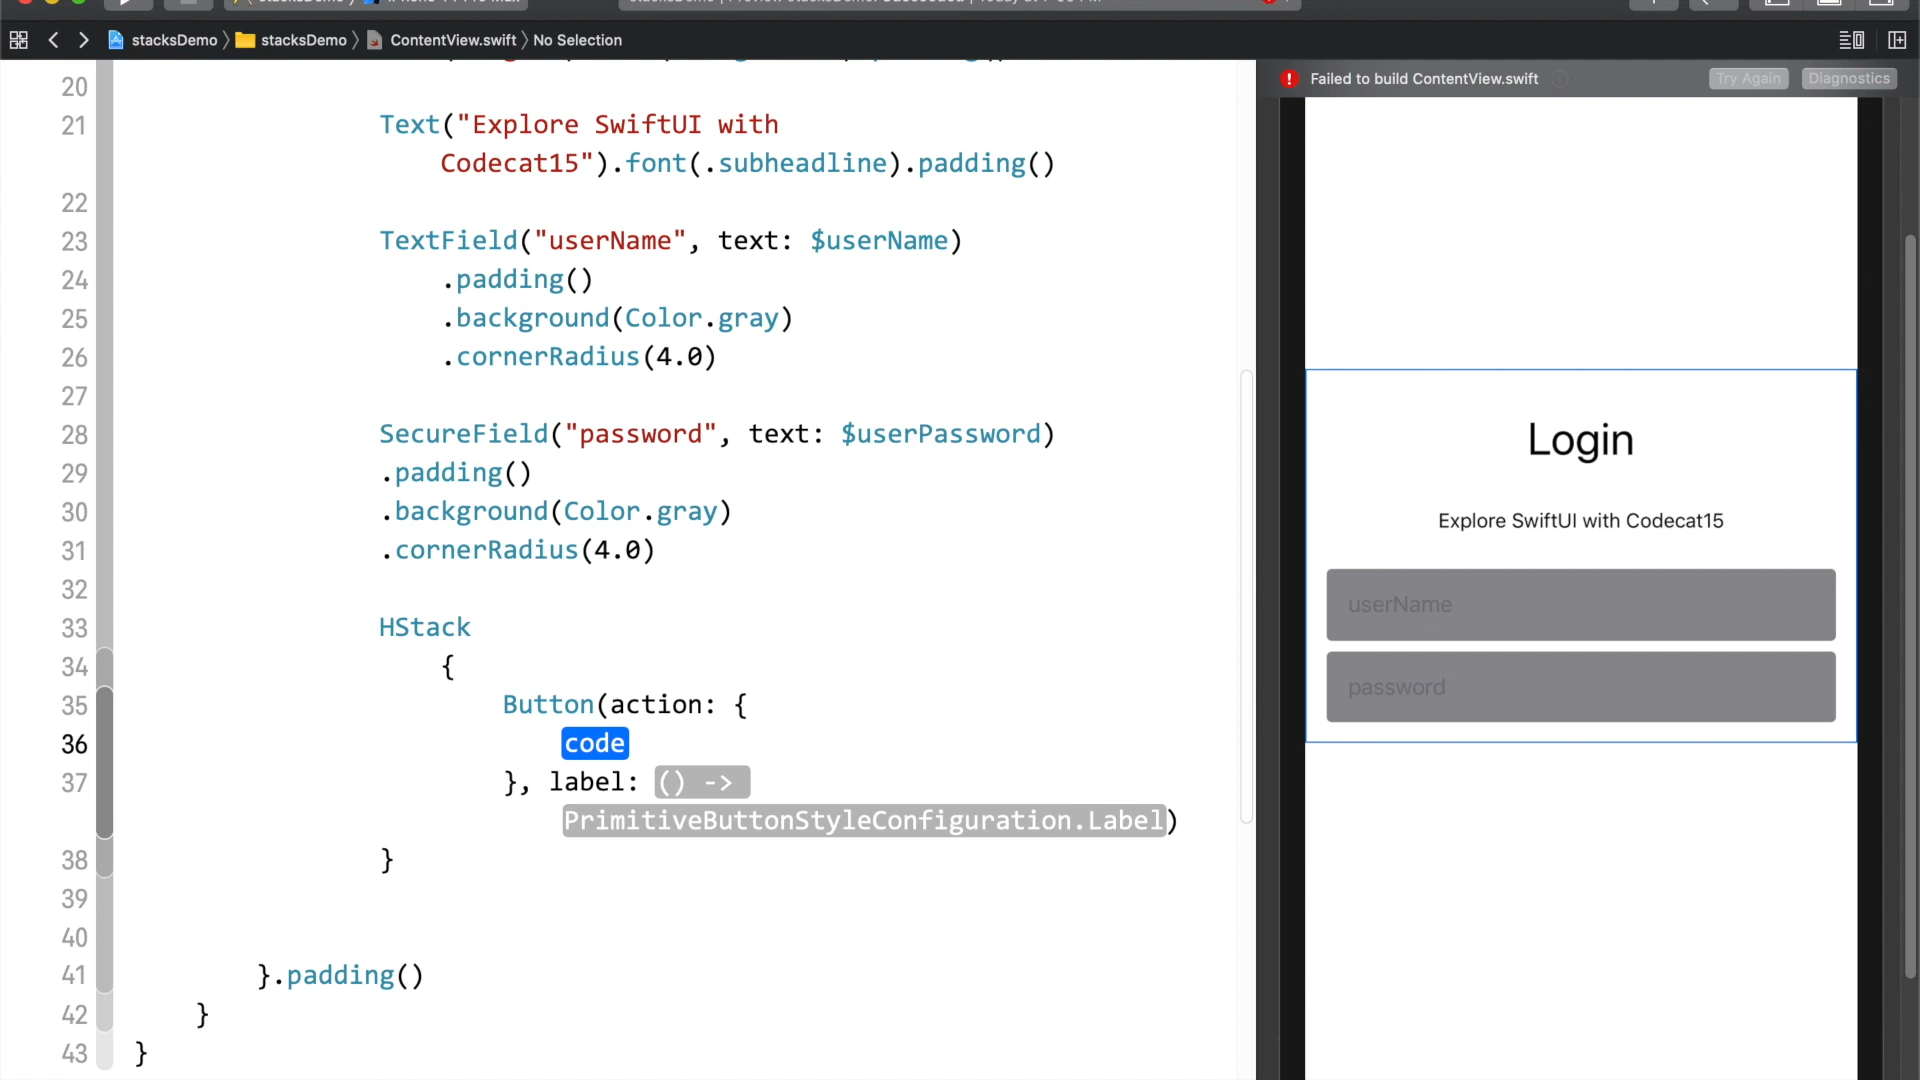 stacksDemo 〉 stacksDemo 〉 ContentView.swift 〉 No Selection
20
21 Text("Explore SwiftUI with
Codecat15").font(.subheadline).padding()
22
23 TextField("userName", text: $userName)
24 .padding()
25 .background(Color.gray)
26 .cornerRadius(4.0)
27
28 SecureField("password", text: $userPassword)
29 .padding()
30 .background(Color.gray)
31 .cornerRadius(4.0)
32
33 HStack
34 {
35 Button(action: {
36 code
37 }, label: () ->
PrimitiveButtonStyleConfiguration.Label)
38 }
39
40
41 }.padding()
42 }
43 }
Failed to build ContentView.swift
Try Again
Diagnostics
Login
Explore SwiftUI with Codecat15
userName
password